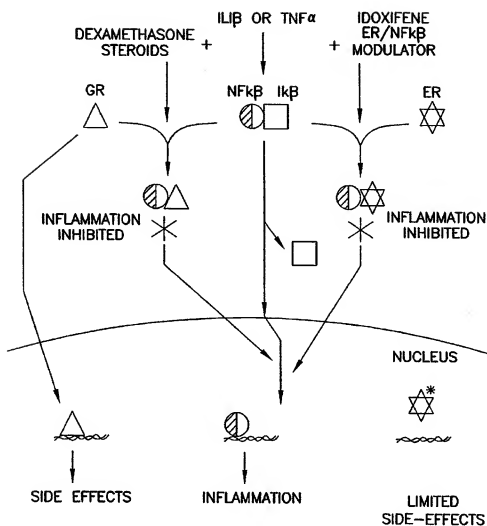 ILIβ OR TNFα
DEXAMETHASONE
STEROIDS
+
+
IDOXIFENE
ER/NFkβ
MODULATOR
GR
NFkβ
Ikβ
ER
INFLAMMATION
INHIBITED
INFLAMMATION
INHIBITED
NUCLEUS
*
SIDE EFFECTS
INFLAMMATION
LIMITED
SIDE-EFFECTS